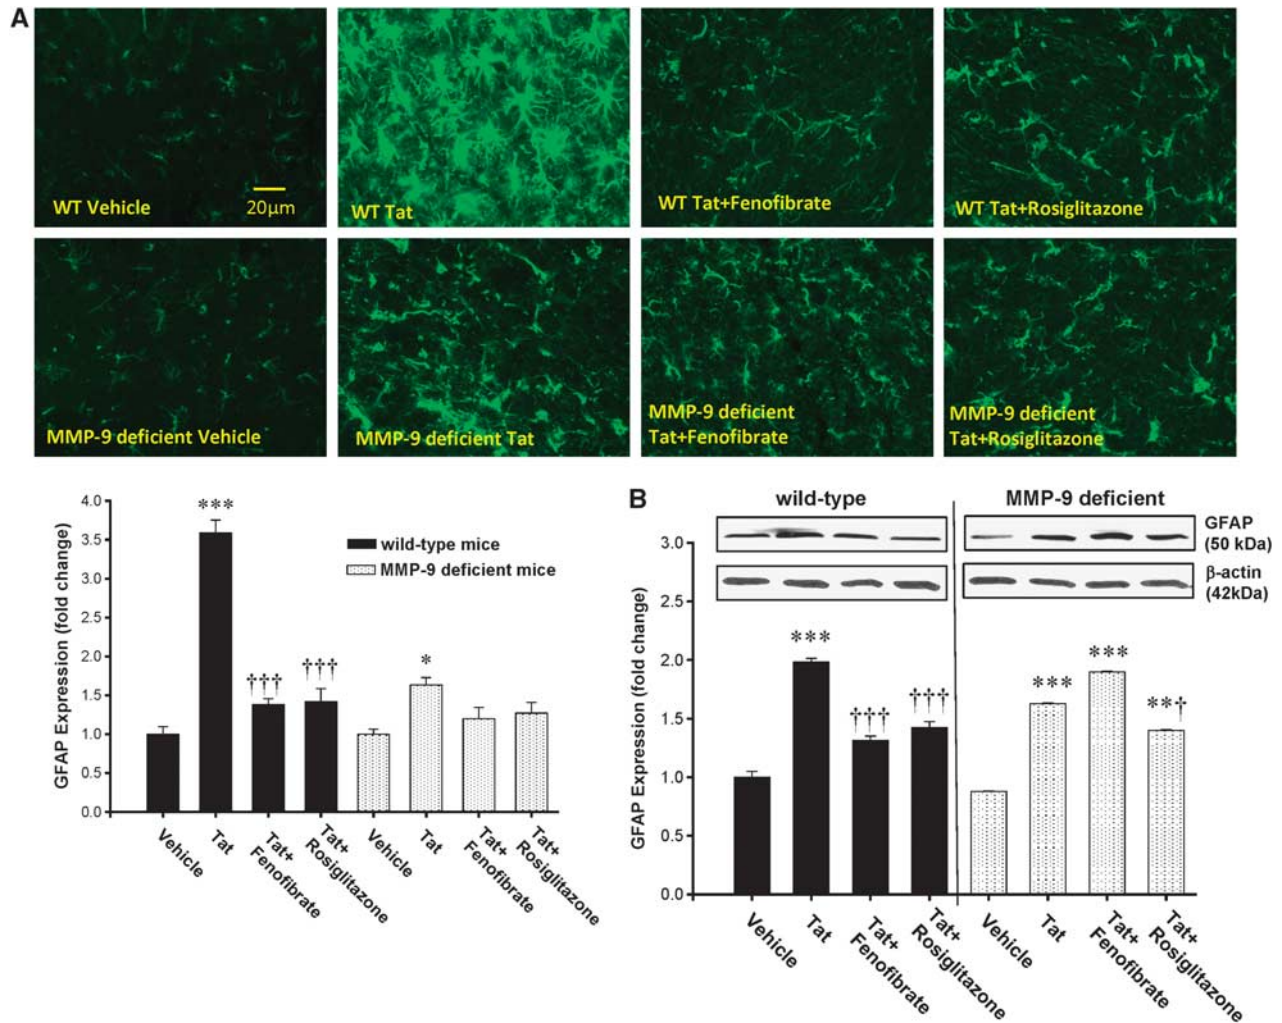 A
WT Vehicle
20μm
WT Tat
WT Tat+Fenofibrate
WT Tat+Rosiglitazone
MMP-9 deficient Vehicle
MMP-9 deficient Tat
MMP-9 deficient
Tat+Fenofibrate
MMP-9 deficient
Tat+Rosiglitazone
GFAP Expression (fold change)
4.0
3.5
3.0
2.5
2.0
1.5
1.0
0.5
0.0
***
†††
†††
*
wild-type mice
MMP-9 deficient mice
Vehicle
Tat
Tat+
Fenofibrate
Tat+
Rosiglitazone
Vehicle
Tat
Tat+
Fenofibrate
Tat+
Rosiglitazone
B
wild-type
MMP-9 deficient
GFAP
(50 kDa)
β-actin
(42kDa)
GFAP Expression (fold change)
3.0
2.5
2.0
1.5
1.0
0.5
0.0
***
†††
†††
***
***
**†
Vehicle
Tat
Tat+
Fenofibrate
Tat+
Rosiglitazone
Vehicle
Tat
Tat+
Fenofibrate
Tat+
Rosiglitazone